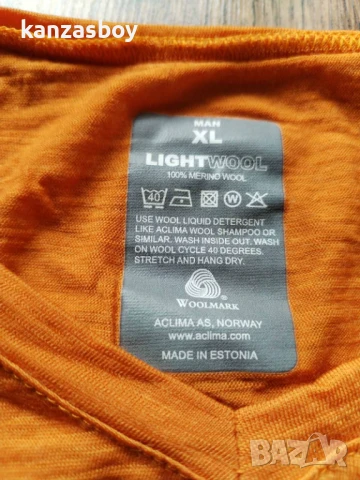 kanzasboy
MAN
XL
LIGHTWOOL
100% MERINO WOOL
40 W
USE WOOL LIQUID DETERGENT
LIKE ACLIMA WOOL SHAMPOO OR
SIMILAR. WASH INSIDE OUT. WASH
ON WOOL CYCLE 40 DEGREES.
STRETCH AND HANG DRY.
WOOLMARK
ACLIMA AS, NORWAY
www.aclima.com
MADE IN ESTONIA
BAZAR
bg